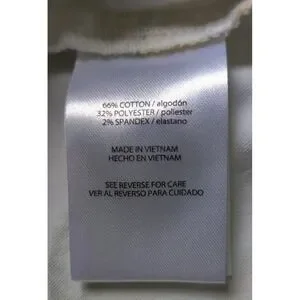 66% COTTON / algodón
32% POLYESTER / poliester
2% SPANDEX / elastano
MADE IN VIETNAM
HECHO EN VIETNAM
SEE REVERSE FOR CARE
VER AL REVERSO PARA CUIDADO